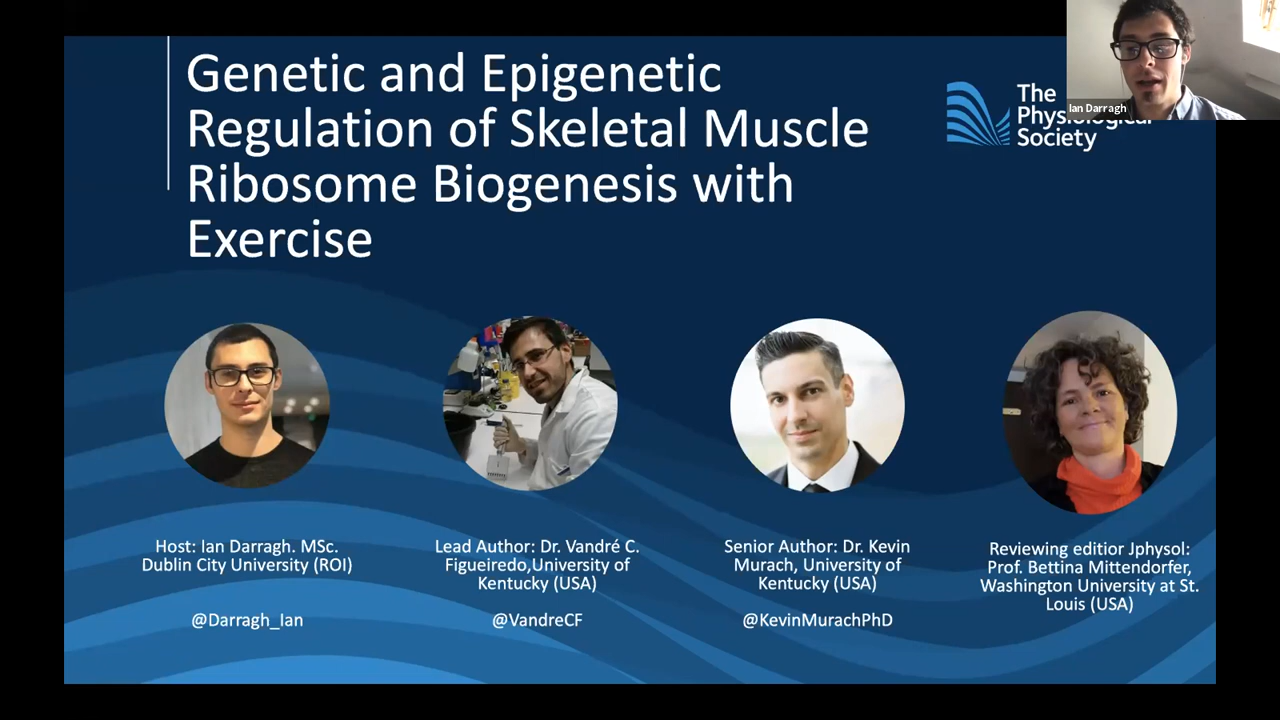 Genetic and Epigenetic
Regulation of Skeletal Muscle
Ribosome Biogenesis with
Exercise
The
Physiological
Society
Ian Darragh
Host: Ian Darragh. MSc.
Dublin City University (ROI)
@Darragh_Ian
Lead Author: Dr. Vandré C.
Figueiredo,University of
Kentucky (USA)
@VandreCF
Senior Author: Dr. Kevin
Murach, University of
Kentucky (USA)
@KevinMurachPhD
Reviewing editior Jphysol:
Prof. Bettina Mittendorfer,
Washington University at St.
Louis (USA)